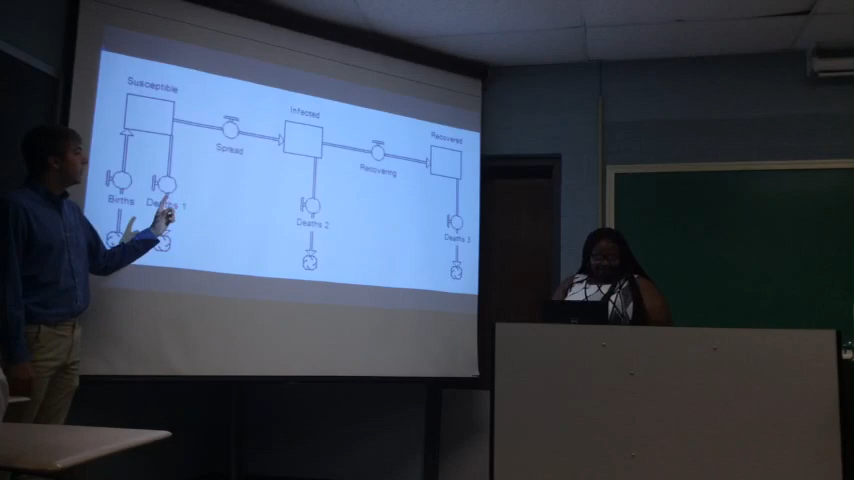 Susceptible
Infected
Recovered
Spread
Recovering
Births
Deaths 1
Deaths 2
Deaths 3